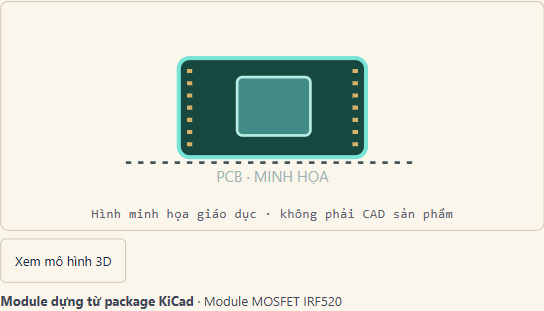 PCB · MINH HỌA
Hình minh họa giáo dục · không phải CAD sản phẩm
Xem mô hình 3D
Module dựng từ package KiCad · Module MOSFET IRF520